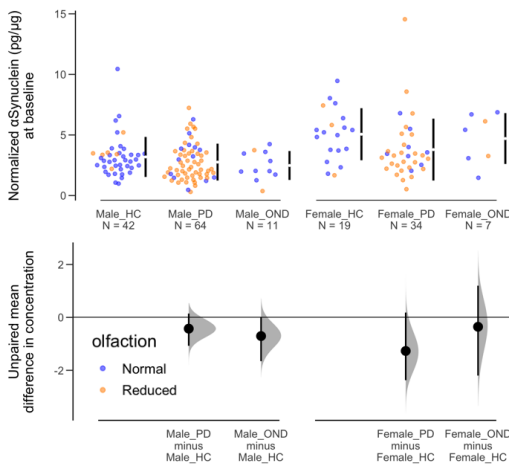 Normalized αSynuclein (pg/μg)
at baseline
15
10
5
0
Male_HC
N = 42
Male_PD
N = 64
Male_OND
N = 11
Female_HC
N = 19
Female_PD
N = 34
Female_OND
N = 7
Unpaired mean
difference in concentration
2
0
-2
olfaction
Normal
Reduced
Male_PD
minus
Male_HC
Male_OND
minus
Male_HC
Female_PD
minus
Female_HC
Female_OND
minus
Female_HC